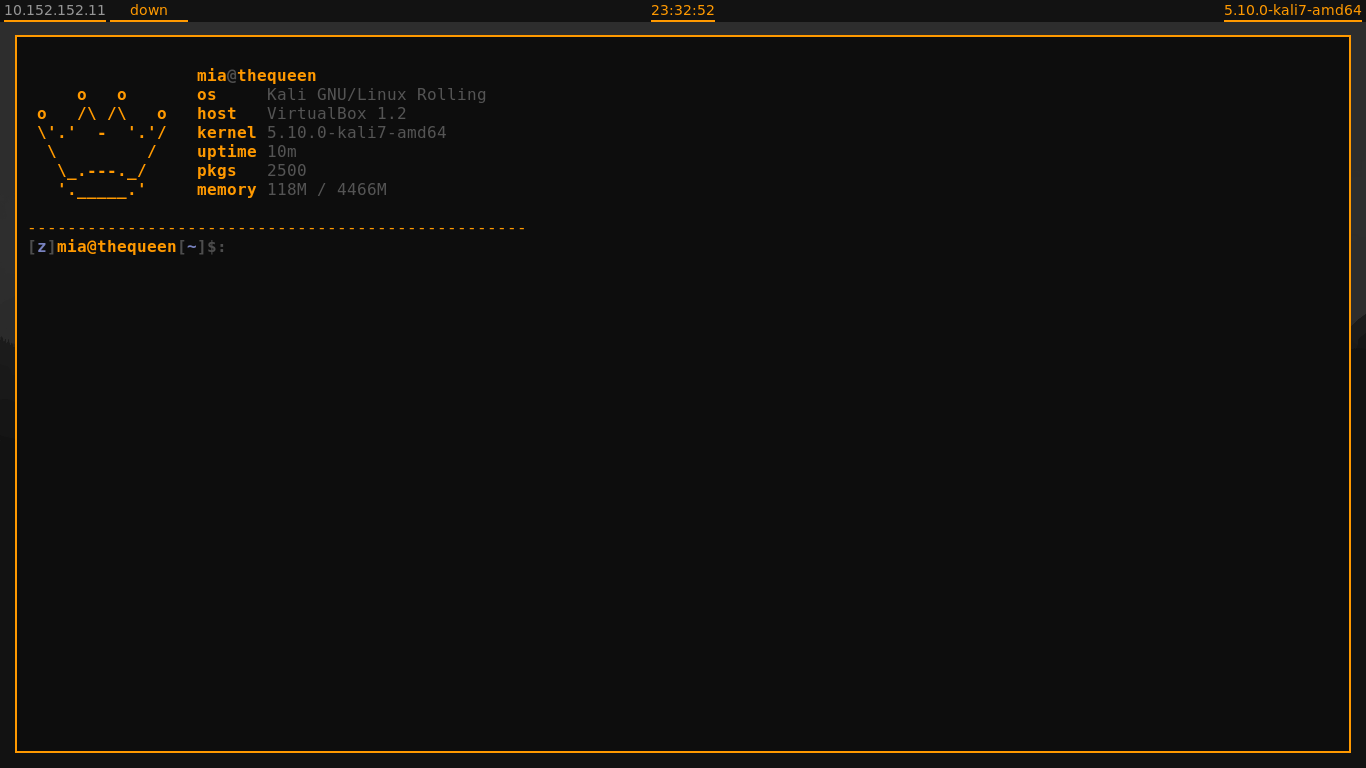 10.152.152.11 down 23:32:52 5.10.0-kali7-amd64
mia@thequeen
o   o   os Kali GNU/Linux Rolling
o   /\ /\   o   host VirtualBox 1.2
\'.'  -  '.'/   kernel 5.10.0-kali7-amd64
\         /   uptime 10m
\_.---._/   pkgs 2500
'._____.'   memory 118M / 4466M
--------------------------------------------------
[z]mia@thequeen[~]$: